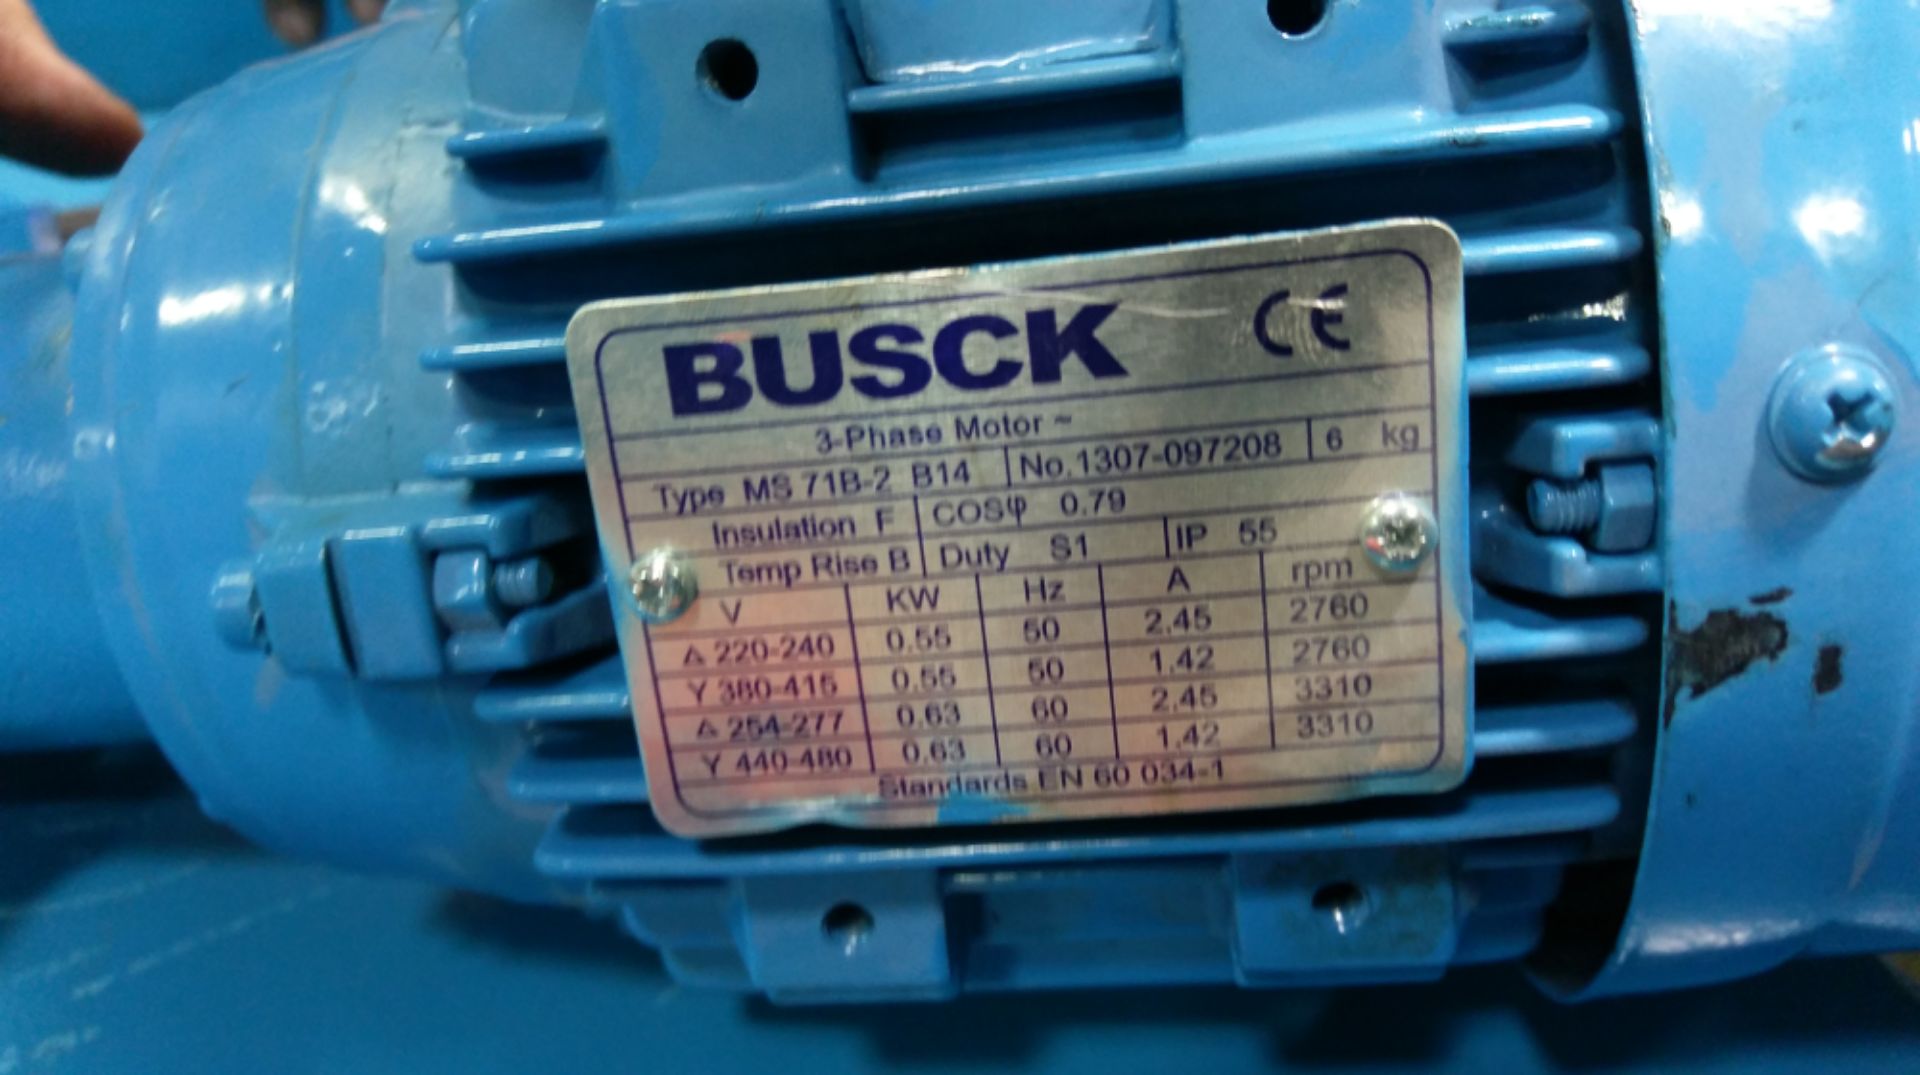 BUSCK CE
3-Phase Motor ~
Type MS 71B-2 B14 No.1307-097208 6 kg
Insulation F COSφ 0.79
Temp Rise B Duty S1 IP 55
V KW Hz A rpm
Δ 220-240 0.55 50 2.45 2760
Y 380-415 0.55 50 1.42 2760
Δ 254-277 0.63 60 2.45 3310
Y 440-480 0.63 60 1.42 3310
Standards EN 60 034-1